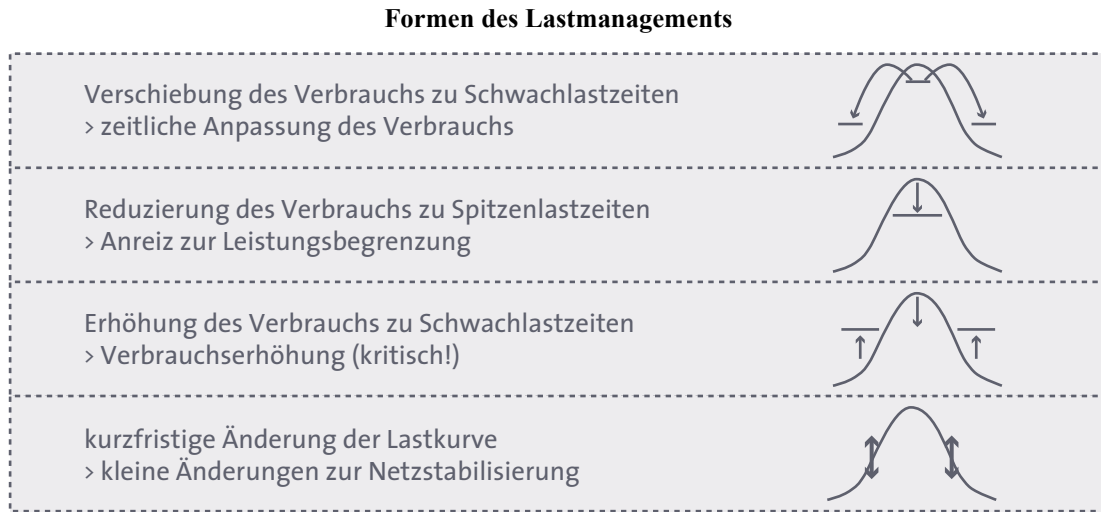 Formen des Lastmanagements
Verschiebung des Verbrauchs zu Schwachlastzeiten
> zeitliche Anpassung des Verbrauchs
Reduzierung des Verbrauchs zu Spitzenlastzeiten
> Anreiz zur Leistungsbegrenzung
Erhöhung des Verbrauchs zu Schwachlastzeiten
> Verbrauchserhöhung (kritisch!)
kurzfristige Änderung der Lastkurve
> kleine Änderungen zur Netzstabilisierung